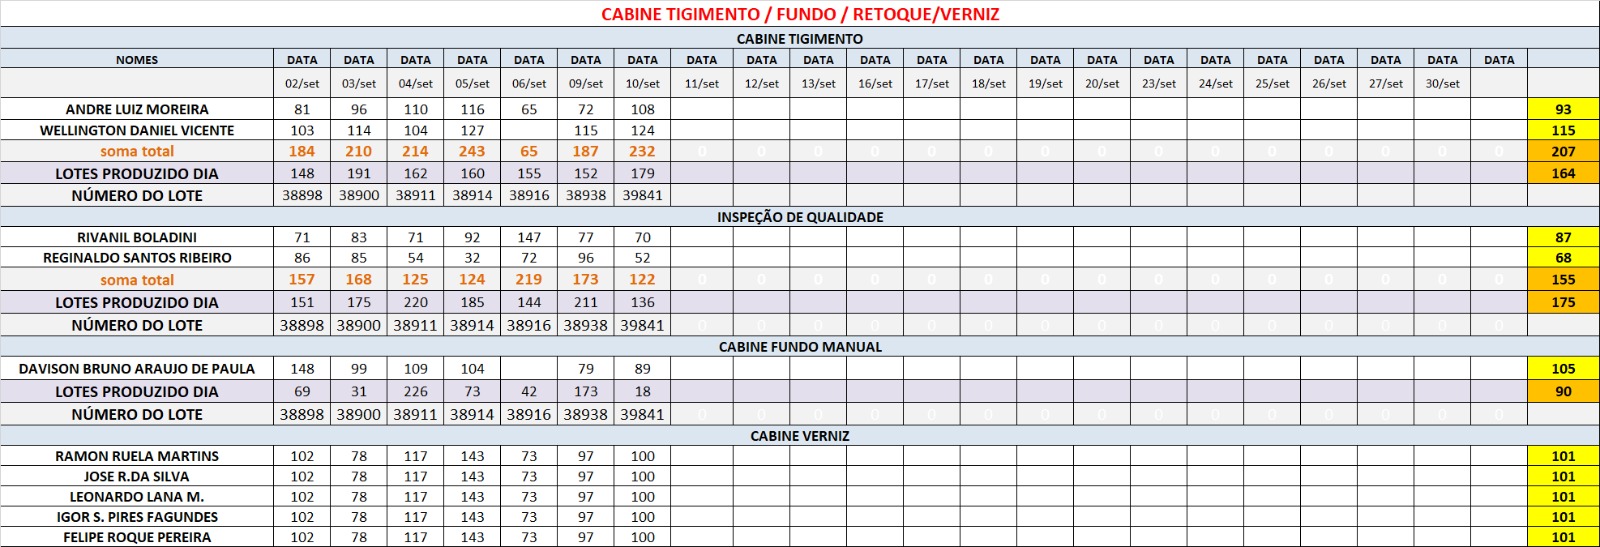 CABINE TIGIMENTO / FUNDO / RETOQUE/VERNIZ
CABINE TIGIMENTO
NOMES DATA DATA DATA DATA DATA DATA DATA DATA DATA DATA DATA DATA DATA DATA DATA DATA DATA DATA DATA DATA DATA DATA
02/set 03/set 04/set 05/set 06/set 09/set 10/set 11/set 12/set 13/set 16/set 17/set 18/set 19/set 20/set 23/set 24/set 25/set 26/set 27/set 30/set
ANDRE LUIZ MOREIRA 81 96 110 116 65 72 108 93
WELLINGTON DANIEL VICENTE 103 114 104 127 115 124 115
soma total 184 210 214 243 65 187 232 0 0 0 0 0 0 0 0 0 0 0 0 0 0 0 207
LOTES PRODUZIDO DIA 148 191 162 160 155 152 179 164
NÚMERO DO LOTE 38898 38900 38911 38914 38916 38938 39841
INSPEÇÃO DE QUALIDADE
RIVANIL BOLADINI 71 83 71 92 147 77 70 87
REGINALDO SANTOS RIBEIRO 86 85 54 32 72 96 52 68
soma total 157 168 125 124 219 173 122 0 0 0 0 0 0 0 0 0 0 0 0 0 0 0 155
LOTES PRODUZIDO DIA 151 175 220 185 144 211 136 175
NÚMERO DO LOTE 38898 38900 38911 38914 38916 38938 39841 0 0 0 0 0 0 0 0 0 0 0 0 0 0 0
CABINE FUNDO MANUAL
DAVISON BRUNO ARAUJO DE PAULA 148 99 109 104 79 89 105
LOTES PRODUZIDO DIA 69 31 226 73 42 173 18 90
NÚMERO DO LOTE 38898 38900 38911 38914 38916 38938 39841 0 0 0 0 0 0 0 0 0 0 0 0 0 0 0
CABINE VERNIZ
RAMON RUELA MARTINS 102 78 117 143 73 97 100 101
JOSE R.DA SILVA 102 78 117 143 73 97 100 101
LEONARDO LANA M. 102 78 117 143 73 97 100 101
IGOR S. PIRES FAGUNDES 102 78 117 143 73 97 100 101
FELIPE ROQUE PEREIRA 102 78 117 143 73 97 100 101